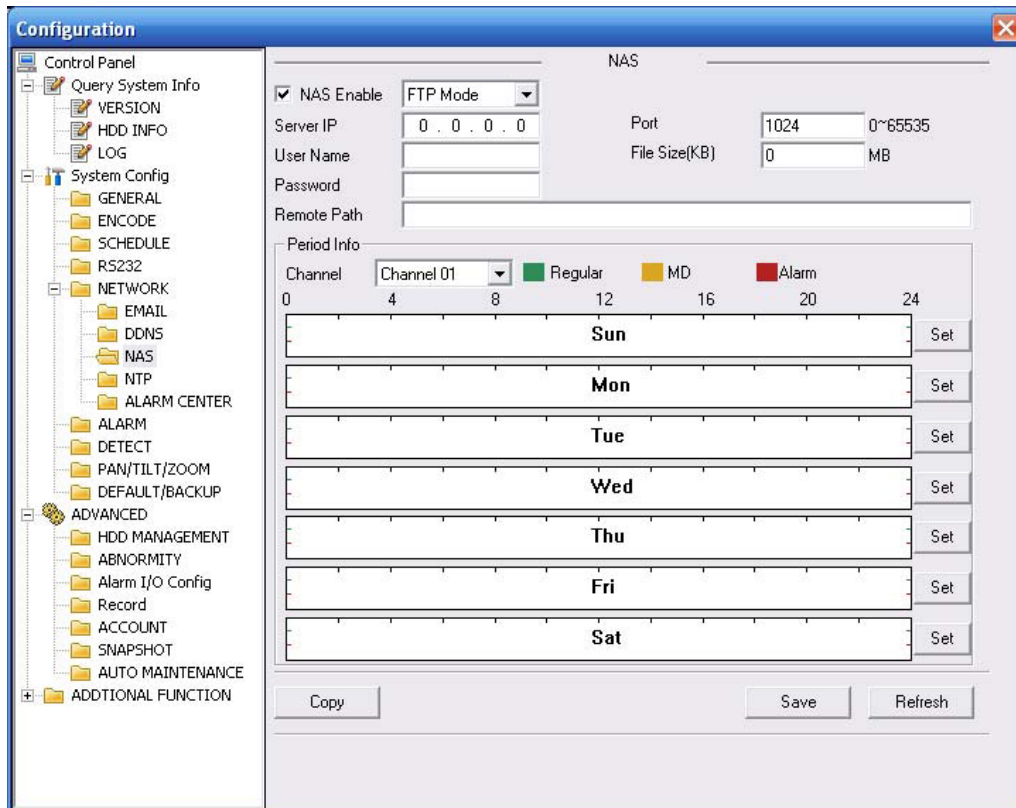 Configuration
Control Panel
Query System Info
VERSION
HDD INFO
LOG
System Config
GENERAL
ENCODE
SCHEDULE
RS232
NETWORK
EMAIL
DDNS
NAS
NTP
ALARM CENTER
ALARM
DETECT
PAN/TILT/ZOOM
DEFAULT/BACKUP
ADVANCED
HDD MANAGEMENT
ABNORMITY
Alarm I/O Config
Record
ACCOUNT
SNAPSHOT
AUTO MAINTENANCE
ADDTIONAL FUNCTION
NAS
NAS Enable FTP Mode
Server IP 0 . 0 . 0 . 0 Port 1024 0~65535
User Name File Size(KB) 0 MB
Password
Remote Path
Period Info
Channel Channel 01 Regular MD Alarm
0 4 8 12 16 20 24
Sun Set
Mon Set
Tue Set
Wed Set
Thu Set
Fri Set
Sat Set
Copy Save Refresh